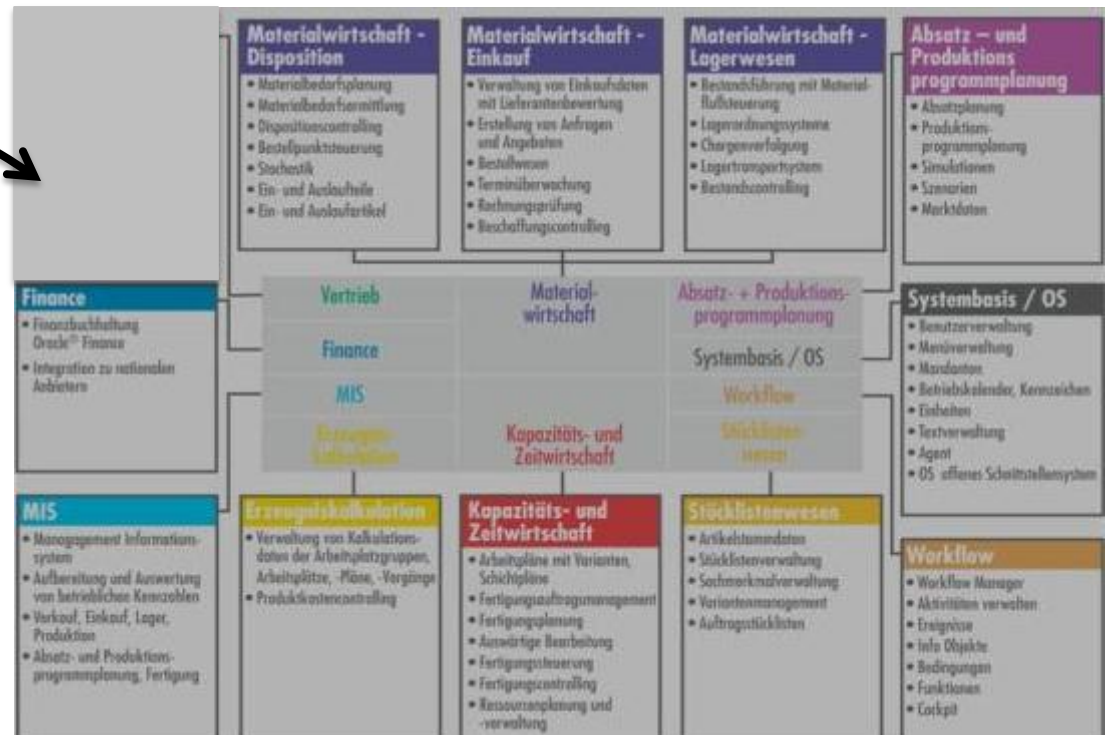 Materialwirtschaft -
Disposition
• Materialbedarfsplanung
• Materialbedarfsermittlung
• Dispositionscontrolling
• Bestellpunktsteuerung
• Stochastik
• Ein- und Auslaufteile
• Ein- und Auslaufartikel
Materialwirtschaft -
Einkauf
• Verwaltung von Einkaufsdaten
mit Lieferantenbewertung
• Erstellung von Anfragen
und Angeboten
• Bestellwesen
• Terminüberwachung
• Rechnungsprüfung
• Beschaffungscontrolling
Materialwirtschaft -
Lagerwesen
• Bestandsführung mit Material-
flußsteuerung
• Lagerordnungssysteme
• Chargenverfolgung
• Lagertransportsystem
• Bestandscontrolling
Absatz – und
Produktions
programmplanung
• Absatzplanung
• Produktions-
programmplanung
• Simulationen
• Szenarien
• Marktdaten
Finance
• Finanzbuchhaltung
Oracle® Finance
• Integration zu nationalen
Anbietern
Vertrieb
Material-
wirtschaft
Absatz- + Produktions-
programmplanung
Finance
Systembasis / OS
MIS
Workflow
Erzeugnis-
kalkulation
Kapazitäts- und
Zeitwirtschaft
Stücklisten-
wesen
Systembasis / OS
• Benutzerverwaltung
• Menüverwaltung
• Mandanten
• Betriebskalender, Kennzeichen
• Einheiten
• Textverwaltung
• Agent
• OS offenes Schnittstellensystem
MIS
• Managagement Informations-
system
• Aufbereitung und Auswertung
von betrieblichen Kennzahlen
• Verkauf, Einkauf, Lager,
Produktion
• Absatz- und Produktions-
programmplanung, Fertigung
Erzeugniskalkulation
• Verwaltung von Kalkulations-
daten der Arbeitsplatzgruppen,
Arbeitsplätze, -Pläne, -Vorgänge
• Produktkostencontrolling
Kapazitäts- und
Zeitwirtschaft
• Arbeitspläne mit Varianten,
Schichtpläne
• Fertigungsauftragsmanagement
• Fertigungsplanung
• Auswärtige Bearbeitung
• Fertigungssteuerung
• Fertigungscontrolling
• Ressourcenplanung und
-verwaltung
Stücklistenwesen
• Artikelstammdaten
• Stücklistenverwaltung
• Sachmerkmalverwaltung
• Variantenmanagement
• Auftragsstücklisten
Workflow
• Workflow Manager
• Aktivitäten verwalten
• Ereignisse
• Info Objekte
• Bedingungen
• Funktionen
• Cockpit